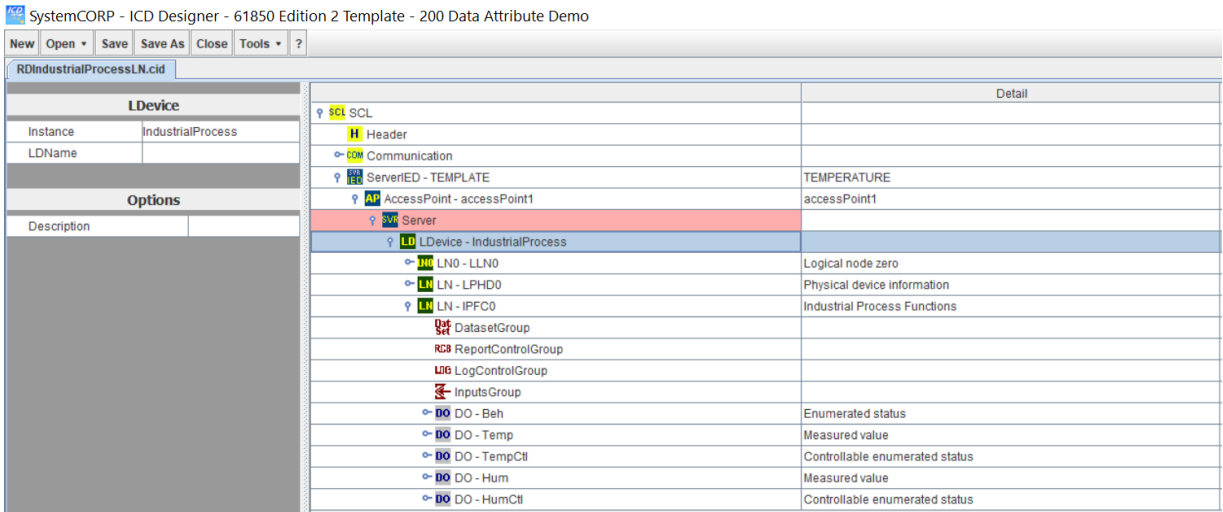 ICD SystemCORP - ICD Designer - 61850 Edition 2 Template - 200 Data Attribute Demo
New Open Save Save As Close Tools ?
RDIndustrialProcessLN.cid
LDevice
Instance IndustrialProcess
LDName
Options
Description
Detail
SCL SCL
H Header
COM Communication
SVR IED ServerIED - TEMPLATE TEMPERATURE
AP AccessPoint - accessPoint1 accessPoint1
SVR Server
LD LDevice - IndustrialProcess
LN0 LN0 - LLN0 Logical node zero
LN LN - LPHD0 Physical device information
LN LN - IPFC0 Industrial Process Functions
Dat Set DatasetGroup
RCB ReportControlGroup
LOG LogControlGroup
InputsGroup
DO DO - Beh Enumerated status
DO DO - Temp Measured value
DO DO - TempCtl Controllable enumerated status
DO DO - Hum Measured value
DO DO - HumCtl Controllable enumerated status